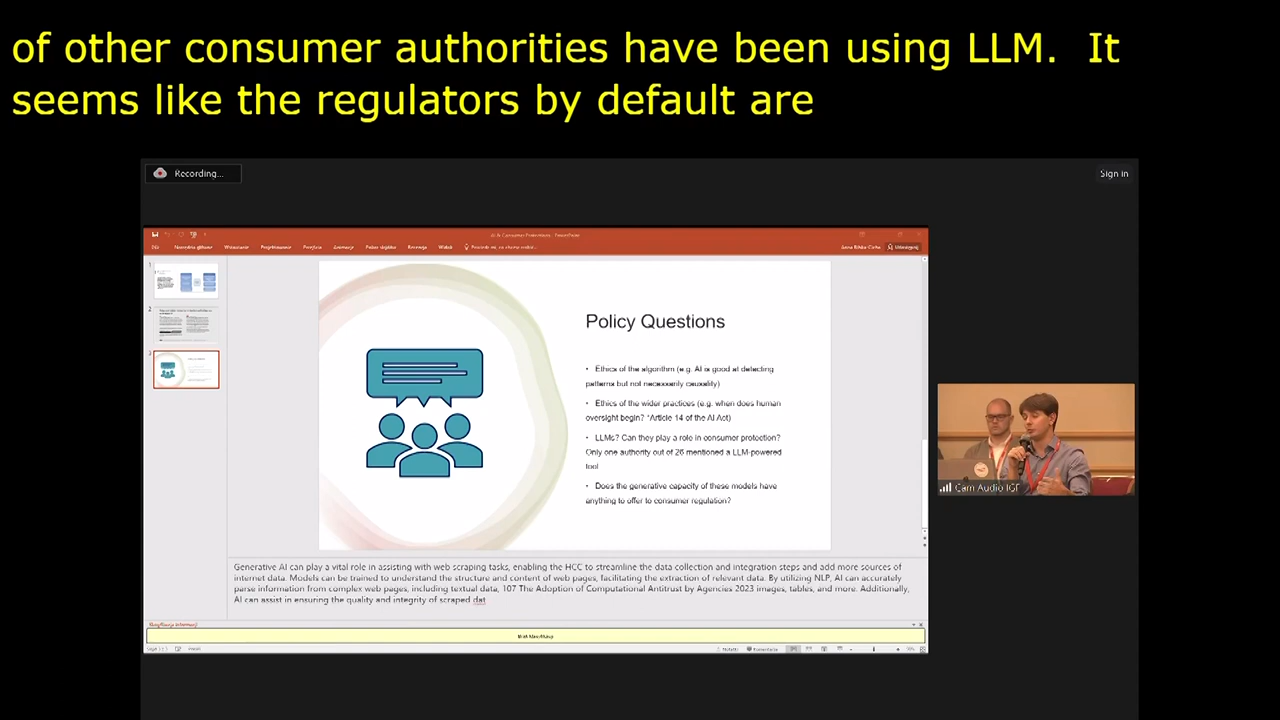 of other consumer authorities have been using LLM.  It
seems like the regulators by default are
Recording...
Sign in
Policy Questions
• Ethics of the algorithm (e.g. AI is good at detecting
patterns but not necessarily causality)
• Ethics of the wider practices (e.g. when does human
oversight begin? *Article 14 of the AI Act)
• LLMs? Can they play a role in consumer protection?
Only one authority out of 26 mentioned a LLM-powered
tool
• Does the generative capacity of these models have
anything to offer to consumer regulation?
Cam Audio IGF
Generative AI can play a vital role in assisting with web scraping tasks, enabling the HCC to streamline the data collection and integration steps and add more sources of
internet data. Models can be trained to understand the structure and content of web pages, facilitating the extraction of relevant data. By utilizing NLP, AI can accurately
parse information from complex web pages, including textual data, 107 The Adoption of Computational Antitrust by Agencies 2023 images, tables, and more. Additionally,
AI can assist in ensuring the quality and integrity of scraped dat